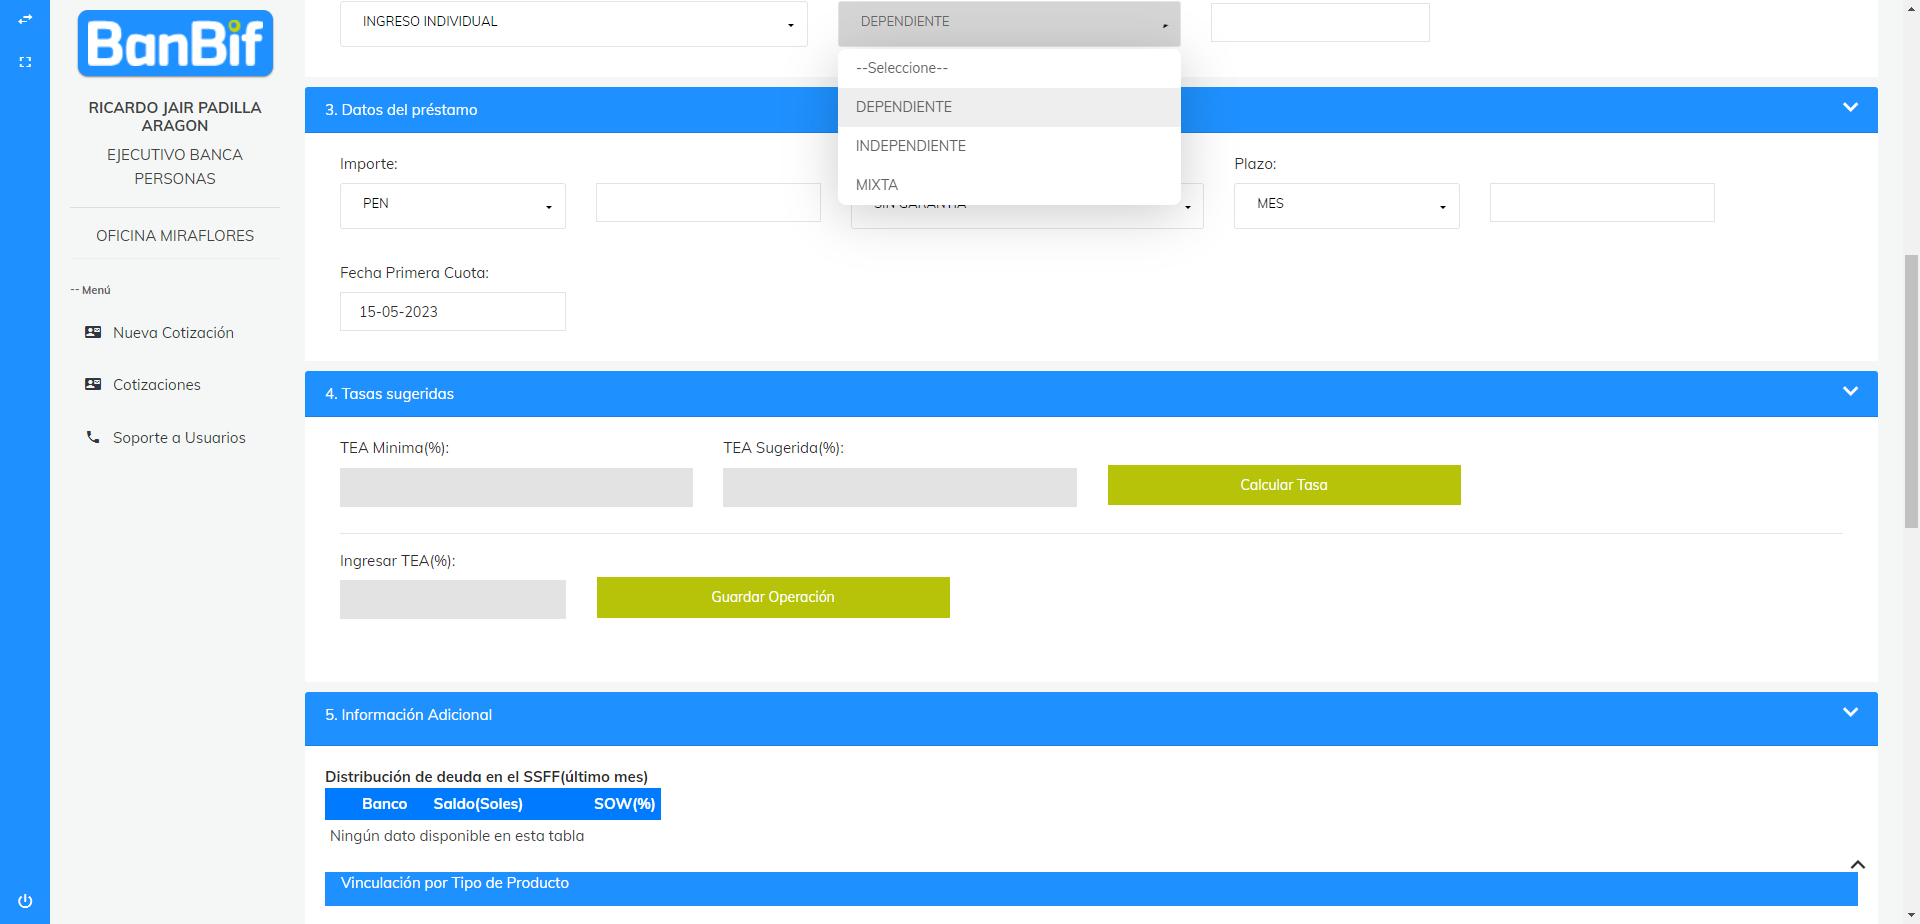 BanBif
RICARDO JAIR PADILLA
ARAGON
EJECUTIVO BANCA
PERSONAS
OFICINA MIRAFLORES
-- Menú
Nueva Cotización
Cotizaciones
Soporte a Usuarios
INGRESO INDIVIDUAL
DEPENDIENTE
--Seleccione--
DEPENDIENTE
INDEPENDIENTE
MIXTA
3. Datos del préstamo
Importe:
PEN
SIN GARANTIA
Plazo:
MES
Fecha Primera Cuota:
15-05-2023
4. Tasas sugeridas
TEA Minima(%):
TEA Sugerida(%):
Calcular Tasa
Ingresar TEA(%):
Guardar Operación
5. Información Adicional
Distribución de deuda en el SSFF(último mes)
Banco Saldo(Soles) SOW(%)
Ningún dato disponible en esta tabla
Vinculación por Tipo de Producto